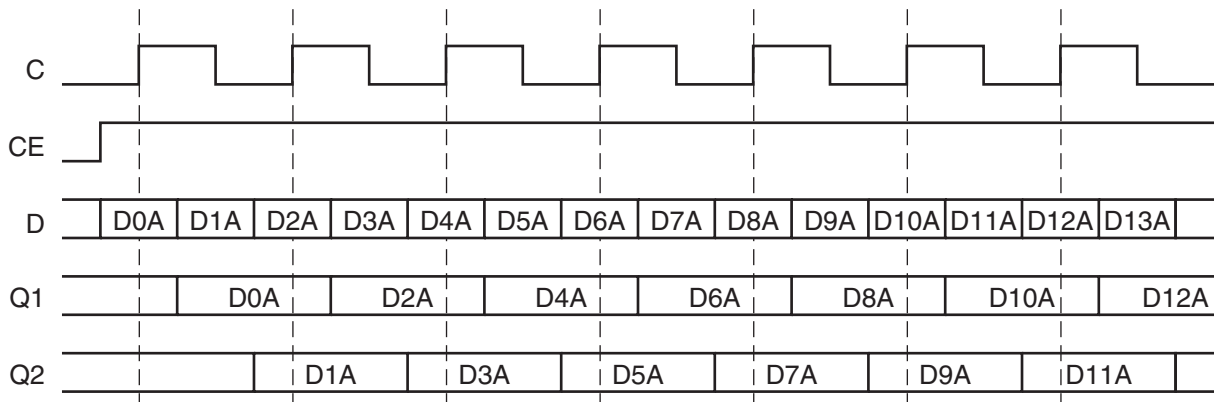 C
CE
D D0A D1A D2A D3A D4A D5A D6A D7A D8A D9A D10A D11A D12A D13A
Q1 D0A D2A D4A D6A D8A D10A D12A
Q2 D1A D3A D5A D7A D9A D11A